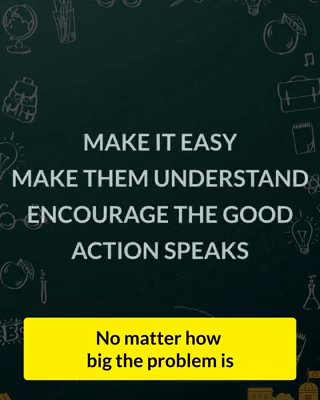 MAKE IT EASY
MAKE THEM UNDERSTAND
ENCOURAGE THE GOOD
ACTION SPEAKS
No matter how
big the problem is